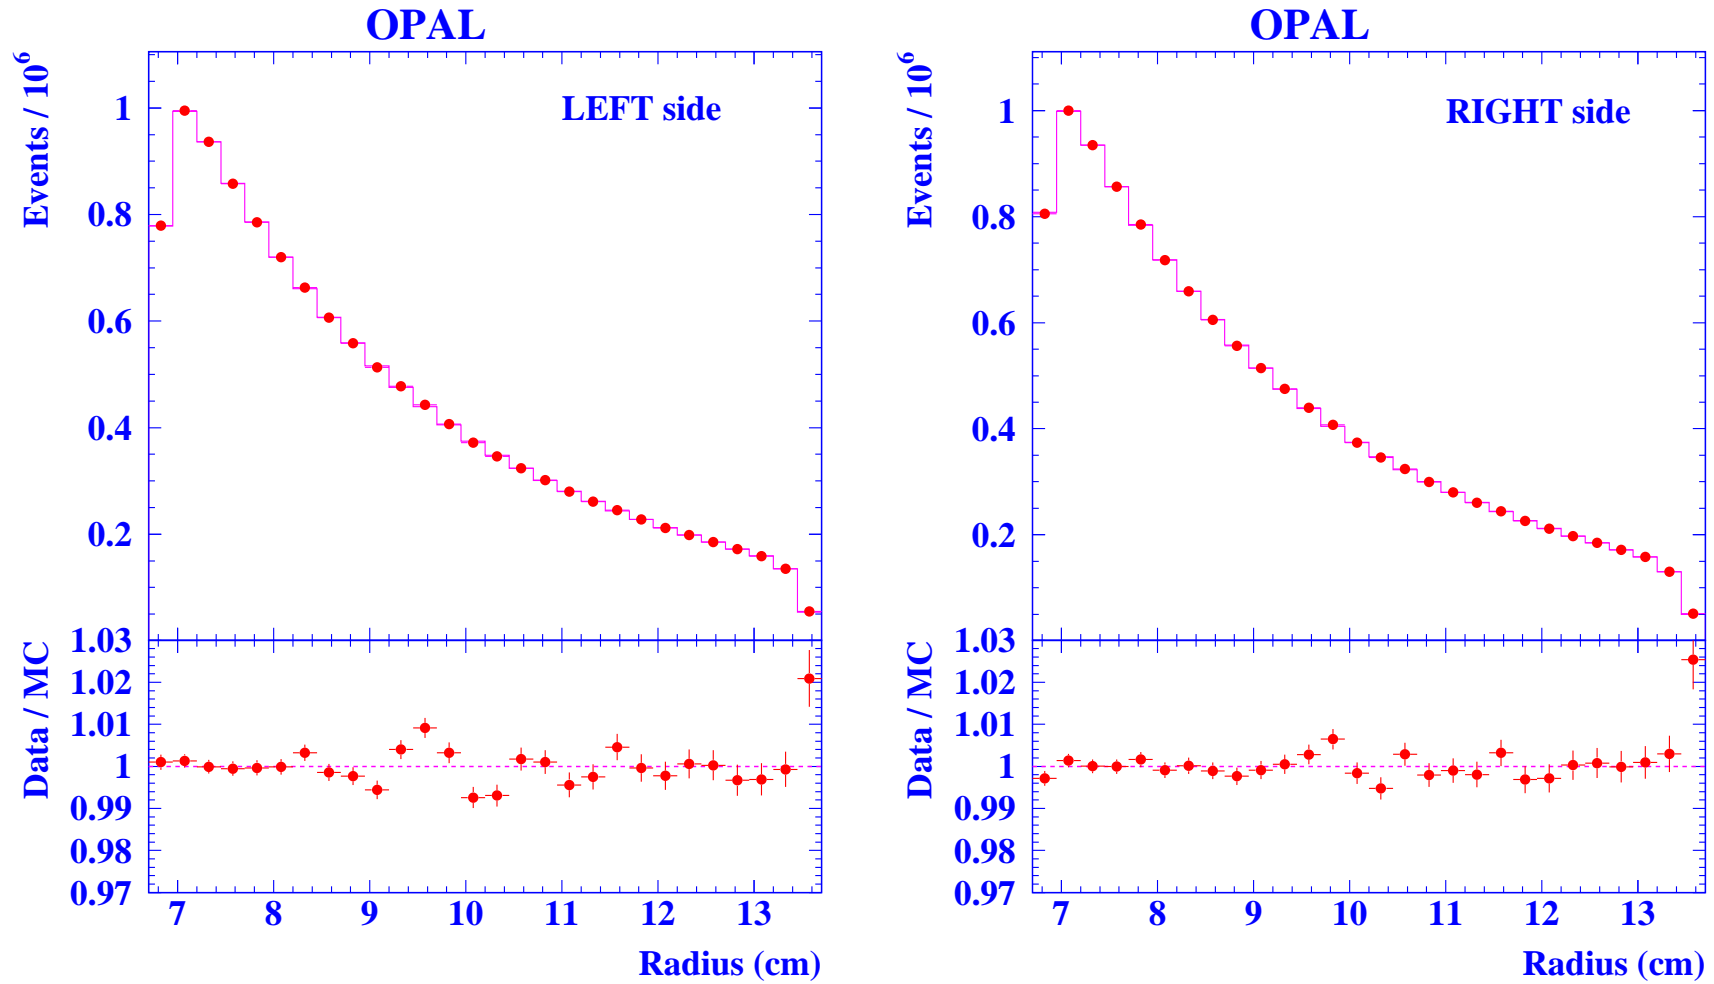 OPAL
Events / 10⁶
LEFT side
1
0.8
0.6
0.4
0.2
Data / MC
1.03
1.02
1.01
1
0.99
0.98
0.97
7 8 9 10 11 12 13
Radius (cm)
OPAL
Events / 10⁶
RIGHT side
1
0.8
0.6
0.4
0.2
Data / MC
1.03
1.02
1.01
1
0.99
0.98
0.97
7 8 9 10 11 12 13
Radius (cm)